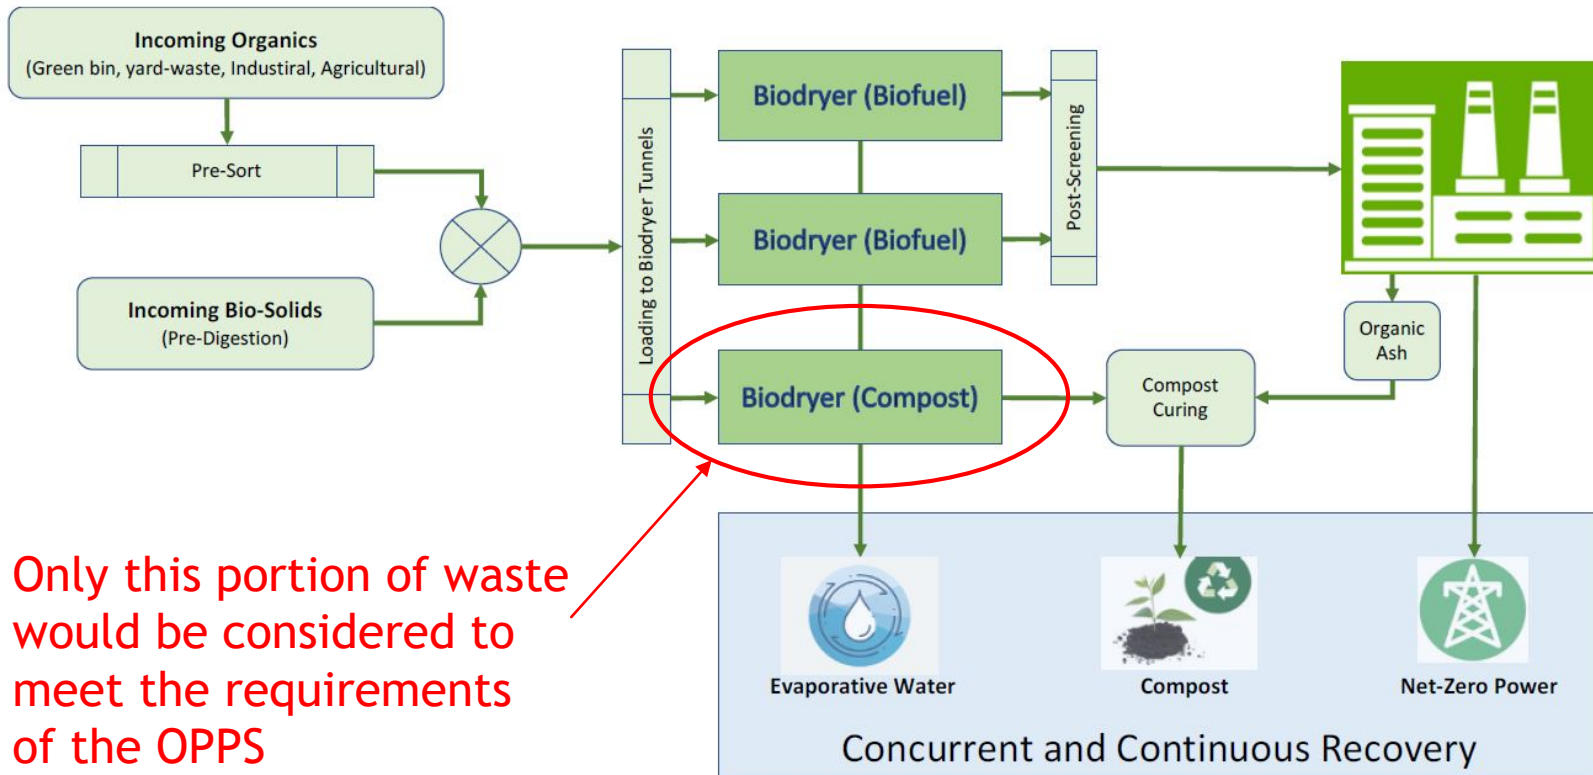 Incoming Organics
(Green bin, yard-waste, Industiral, Agricultural)
Pre-Sort
Incoming Bio-Solids
(Pre-Digestion)
Loading to Biodryer Tunnels
Biodryer (Biofuel)
Biodryer (Biofuel)
Biodryer (Compost)
Post-Screening
Organic
Ash
Compost
Curing
Only this portion of waste
would be considered to
meet the requirements
of the OPPS
Evaporative Water
Compost
Net-Zero Power
Concurrent and Continuous Recovery